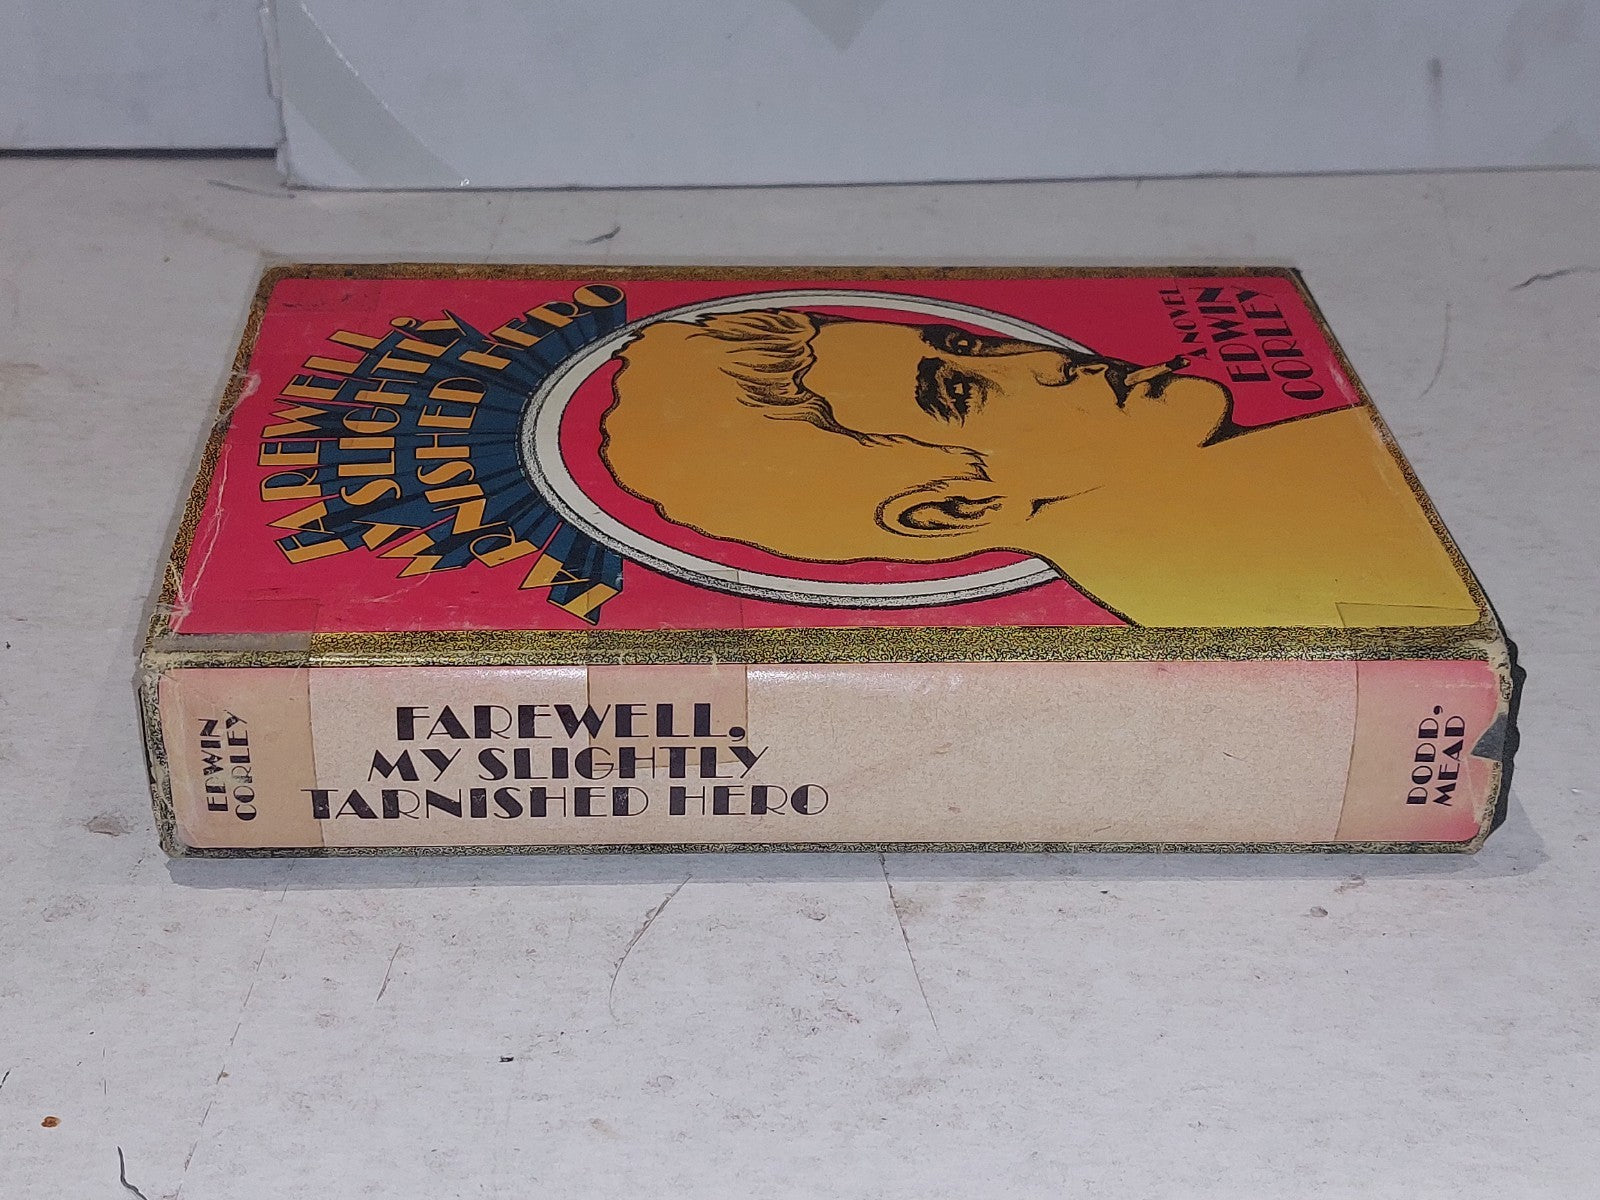 FAREWELL,
MY SLIGHTLY
TARNISHED HERO
A NOVEL
EDWIN
CORLEY
EDWIN
CORLEY
FAREWELL,
MY SLIGHTLY
TARNISHED HERO
DODD,
MEAD